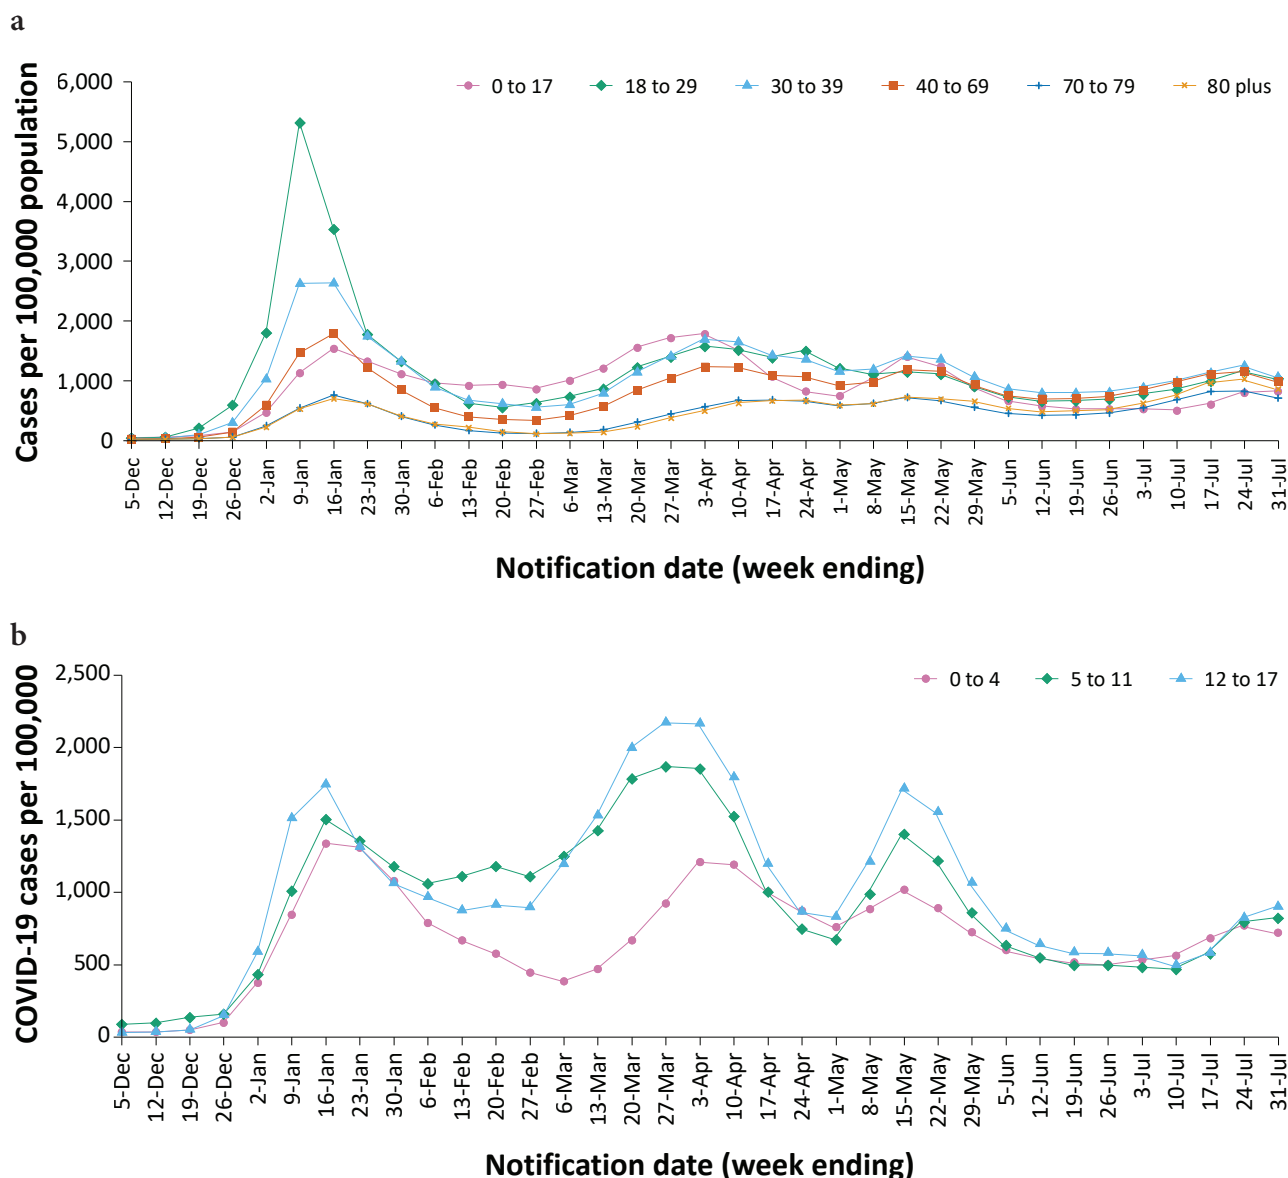 a
Cases per 100,000 population
0 to 17 18 to 29 30 to 39 40 to 69 70 to 79 80 plus
6,000
5,000
4,000
3,000
2,000
1,000
0
5-Dec 12-Dec 19-Dec 26-Dec 2-Jan 9-Jan 16-Jan 23-Jan 30-Jan 6-Feb 13-Feb 20-Feb 27-Feb 6-Mar 13-Mar 20-Mar 27-Mar 3-Apr 10-Apr 17-Apr 24-Apr 1-May 8-May 15-May 22-May 29-May 5-Jun 12-Jun 19-Jun 26-Jun 3-Jul 10-Jul 17-Jul 24-Jul 31-Jul
Notification date (week ending)
b
COVID-19 cases per 100,000
0 to 4 5 to 11 12 to 17
2,500
2,000
1,500
1,000
500
0
5-Dec 12-Dec 19-Dec 26-Dec 2-Jan 9-Jan 16-Jan 23-Jan 30-Jan 6-Feb 13-Feb 20-Feb 27-Feb 6-Mar 13-Mar 20-Mar 27-Mar 3-Apr 10-Apr 17-Apr 24-Apr 1-May 8-May 15-May 22-May 29-May 5-Jun 12-Jun 19-Jun 26-Jun 3-Jul 10-Jul 17-Jul 24-Jul 31-Jul
Notification date (week ending)